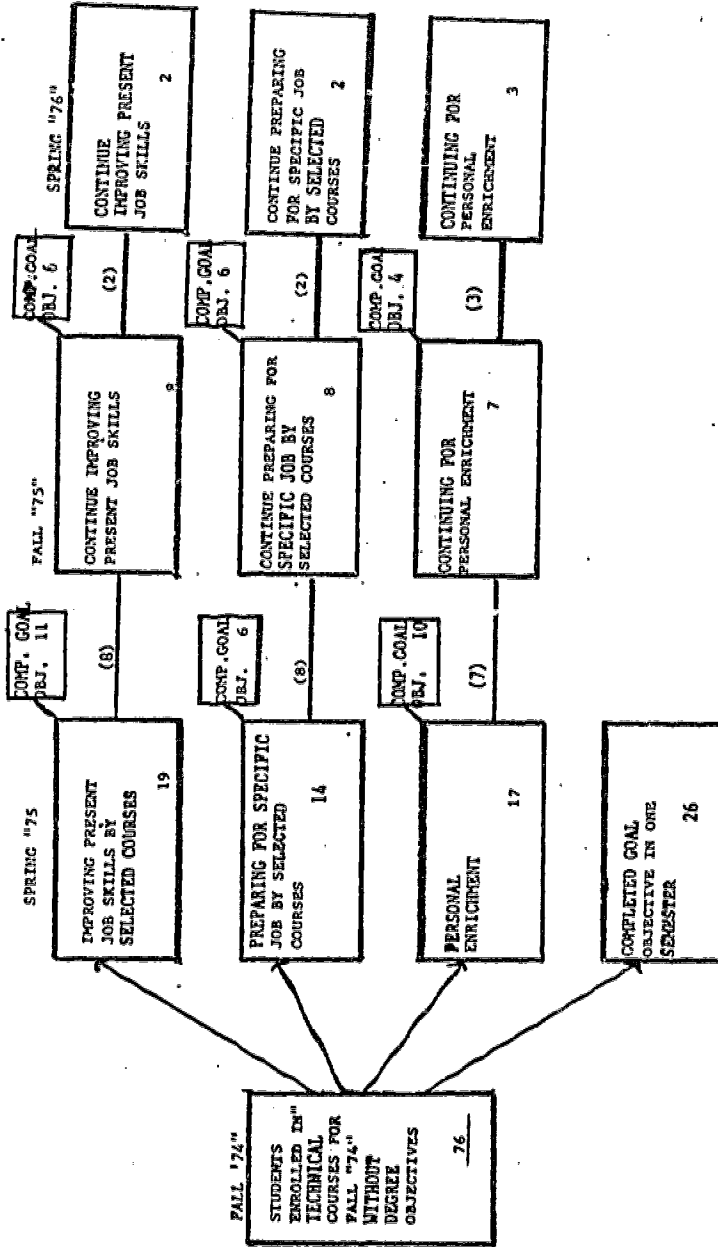 FALL "74"
STUDENTS
ENROLLED IN"
TECHNICAL
COURSES FOR
FALL "74"
WITHOUT
DEGREE
OBJECTIVES
76
SPRING "75
IMPROVING PRESENT
JOB SKILLS BY
SELECTED COURSES
19
COMP. GOAL
OBJ. 11
(8)
PREPARING FOR SPECIFIC
JOB BY SELECTED
COURSES
14
COMP.GOAL
OBJ. 6
(8)
PERSONAL
ENRICHMENT
17
COMP.GOAL
OBJ. 10
(7)
COMPLETED GOAL
OBJECTIVE IN ONE
SEMESTER
26
FALL "75"
CONTINUE IMPROVING
PRESENT JOB SKILLS
COMP.GOAL
OBJ. 6
(2)
CONTINUE PREPARING FOR
SPECIFIC JOB BY
SELECTED COURSES
8
COMP.GOAL
OBJ. 6
(2)
CONTINUING FOR
PERSONAL ENRICHMENT
7
COMP.GOAL
OBJ. 4
(3)
SPRING "76"
CONTINUE
IMPROVING PRESENT
JOB SKILLS
2
CONTINUE PREPARING
FOR SPECIFIC JOB
BY SELECTED
COURSES
2
CONTINUING FOR
PERSONAL
ENRICHMENT
3